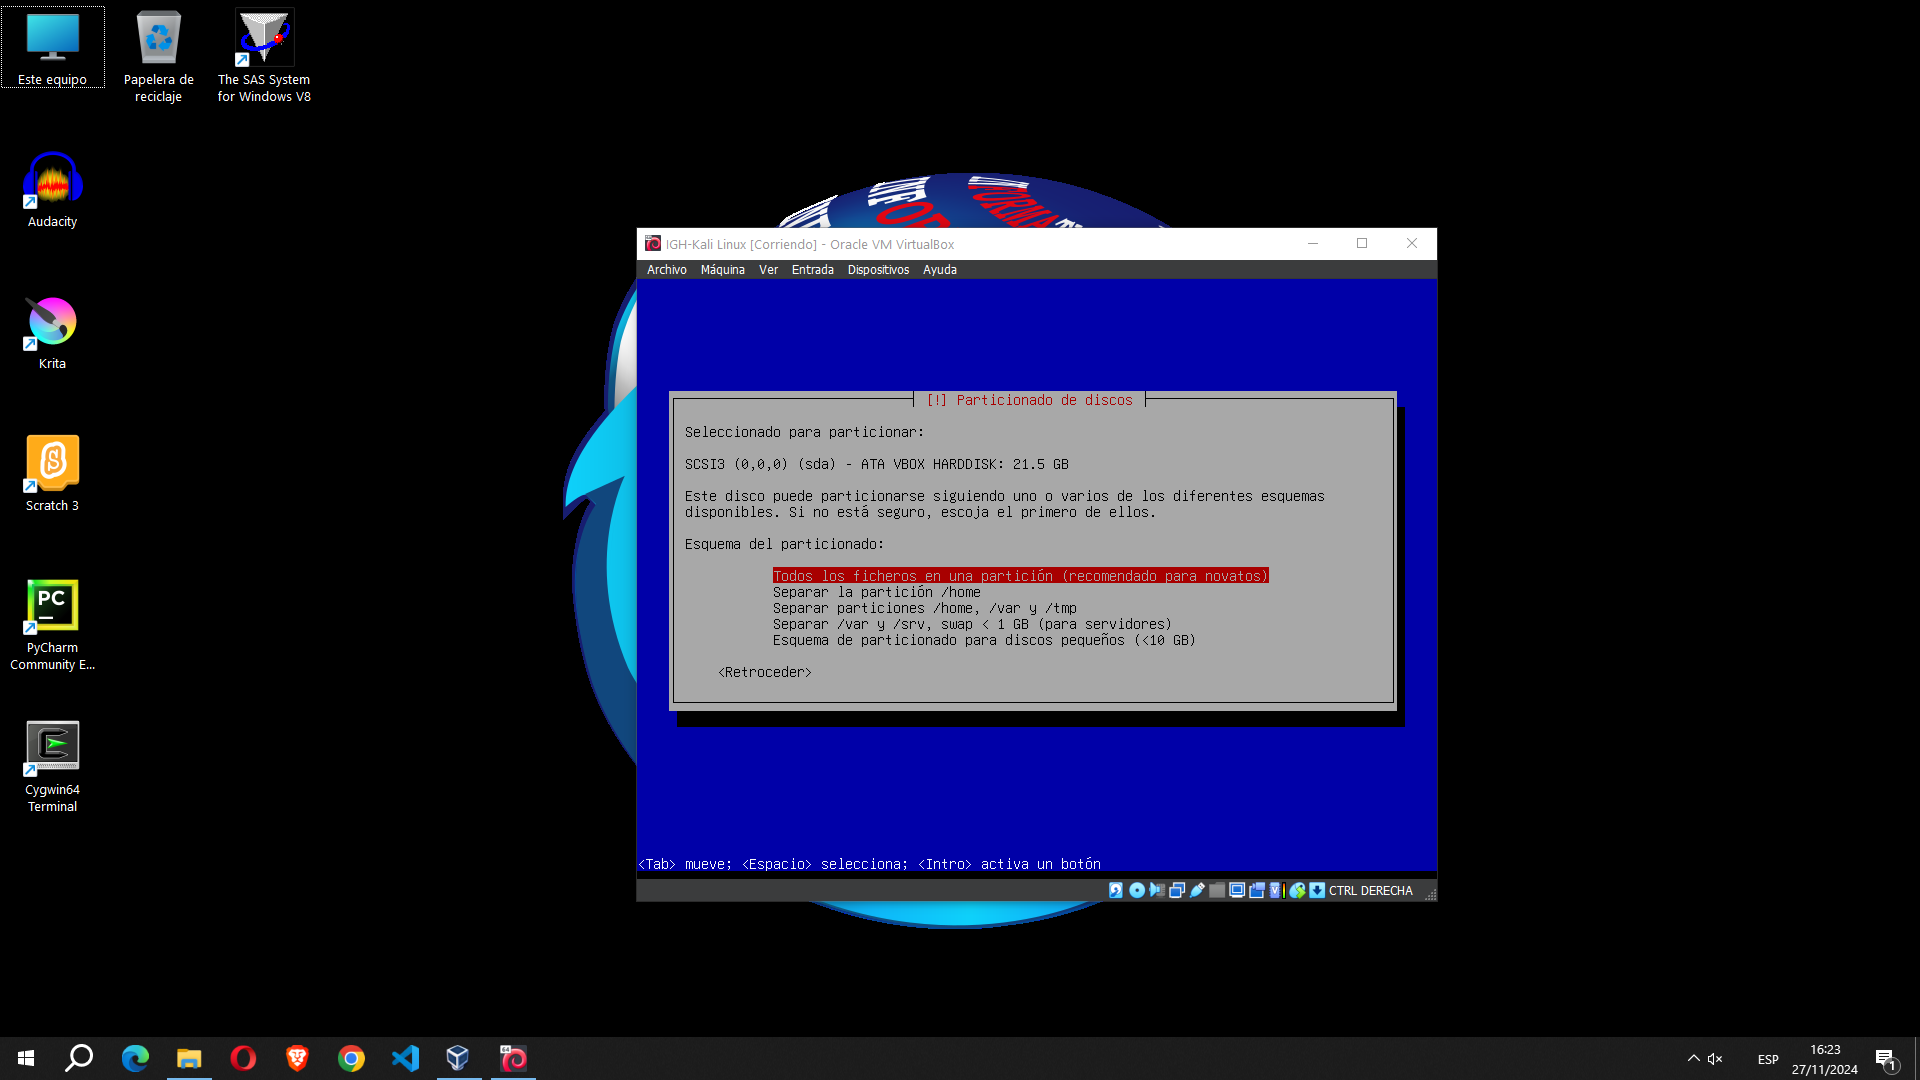 Este equipo
Papelera de
reciclaje
The SAS System
for Windows V8
Audacity
Krita
Scratch 3
PC
PyCharm
Community E...
Cygwin64
Terminal
IGH-Kali Linux [Corriendo] - Oracle VM VirtualBox
Archivo Máquina Ver Entrada Dispositivos Ayuda
[!] Particionado de discos
Seleccionado para particionar:
SCSI3 (0,0,0) (sda) - ATA VBOX HARDDISK: 21.5 GB
Este disco puede particionarse siguiendo uno o varios de los diferentes esquemas
disponibles. Si no está seguro, escoja el primero de ellos.
Esquema del particionado:
Todos los ficheros en una partición (recomendado para novatos)
Separar la partición /home
Separar particiones /home, /var y /tmp
Separar /var y /srv, swap < 1 GB (para servidores)
Esquema de particionado para discos pequeños (<10 GB)
<Retroceder>
<Tab> mueve; <Espacio> selecciona; <Intro> activa un botón
CTRL DERECHA
64
ESP
16:23
27/11/2024
1